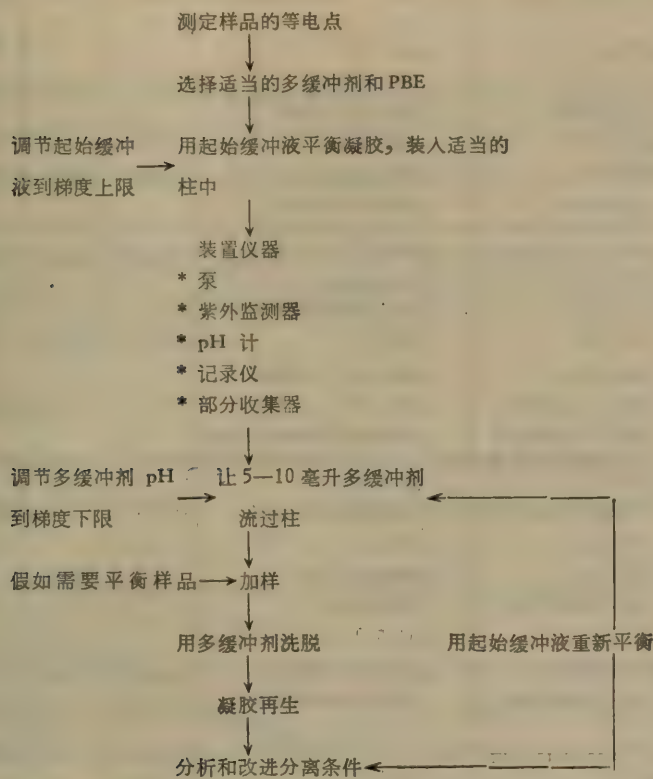 测定样品的等电点
选择适当的多缓冲剂和PBE
调节起始缓冲
液到梯度上限
用起始缓冲液平衡凝胶，装入适当的
柱中
装置仪器
* 泵
* 紫外监测器
* pH 计
* 记录仪
* 部分收集器
调节多缓冲剂 pH
到梯度下限
让5—10毫升多缓冲剂
流过柱
假如需要平衡样品
加样
用多缓冲剂洗脱
用起始缓冲液重新平衡
凝胶再生
分析和改进分离条件